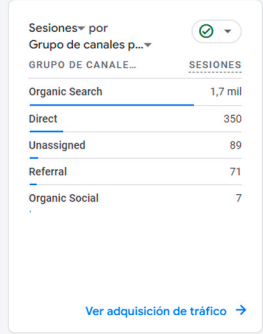 Sesiones por
Grupo de canales p...
GRUPO DE CANALE... SESIONES
Organic Search 1,7 mil
Direct 350
Unassigned 89
Referral 71
Organic Social 7
Ver adquisición de tráfico